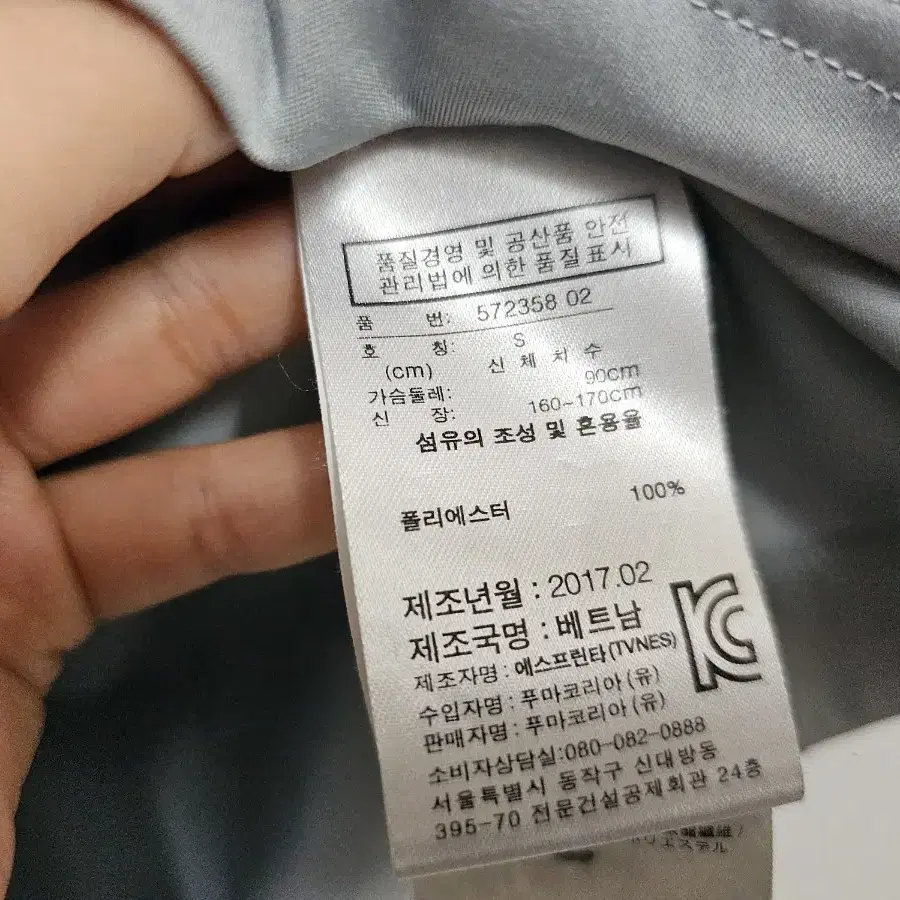 품질경영 및 공산품 안전
관리법에 의한 품질표시
품 번: 572358 02
호 칭: S
(cm) 신 체 치 수
가슴둘레: 90cm
신 장: 160~170cm
섬유의 조성 및 혼용율
폴리에스터 100%
제조년월 : 2017.02
제조국명 : 베트남
제조자명 : 에스프린타(TVNES)
수입자명 : 푸마코리아 (유)
판매자명 : 푸마코리아 (유)
소비자상담실:080-082-0888
서울특별시 동작구 신대방동
395-70 전문건설공제회관 24층
リエステル